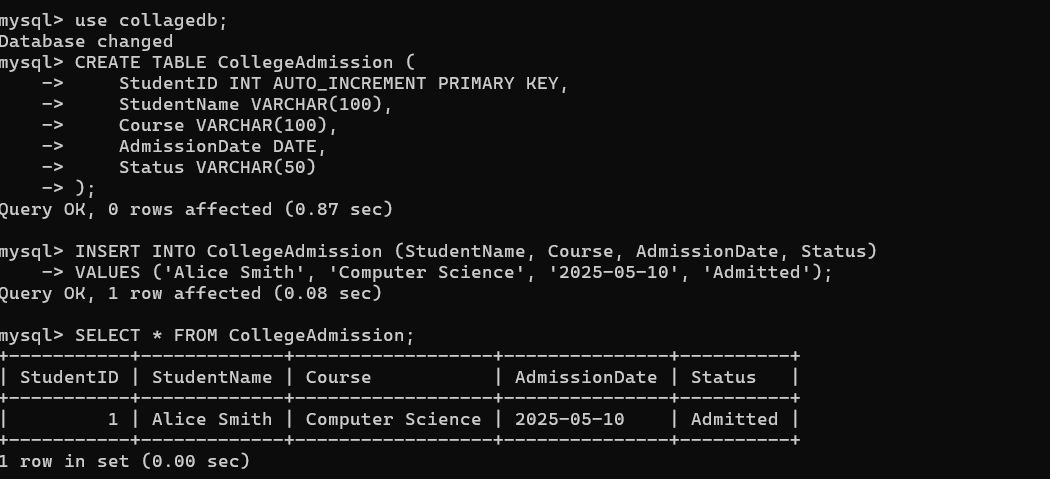 mysql> use collagedb;
Database changed
mysql> CREATE TABLE CollegeAdmission (
    ->     StudentID INT AUTO_INCREMENT PRIMARY KEY,
    ->     StudentName VARCHAR(100),
    ->     Course VARCHAR(100),
    ->     AdmissionDate DATE,
    ->     Status VARCHAR(50)
    -> );
Query OK, 0 rows affected (0.87 sec)

mysql> INSERT INTO CollegeAdmission (StudentName, Course, AdmissionDate, Status)
    -> VALUES ('Alice Smith', 'Computer Science', '2025-05-10', 'Admitted');
Query OK, 1 row affected (0.08 sec)

mysql> SELECT * FROM CollegeAdmission;
+-----------+-------------+------------------+---------------+----------+
| StudentID | StudentName | Course           | AdmissionDate | Status   |
+-----------+-------------+------------------+---------------+----------+
|         1 | Alice Smith | Computer Science | 2025-05-10    | Admitted |
+-----------+-------------+------------------+---------------+----------+
1 row in set (0.00 sec)